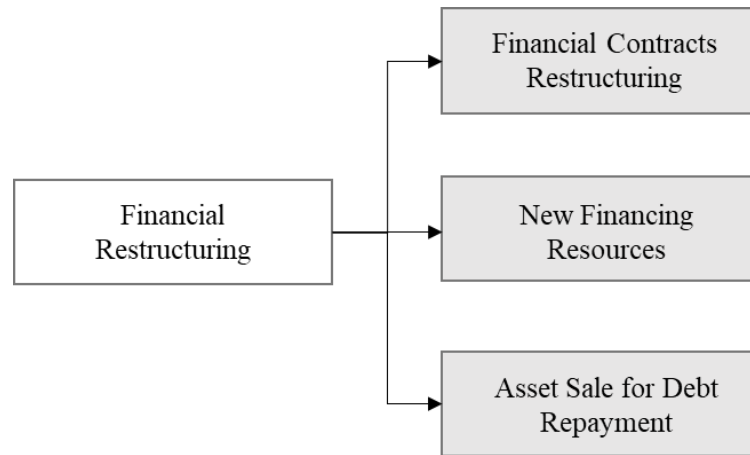 Financial Contracts
Restructuring
Financial
Restructuring
New Financing
Resources
Asset Sale for Debt
Repayment